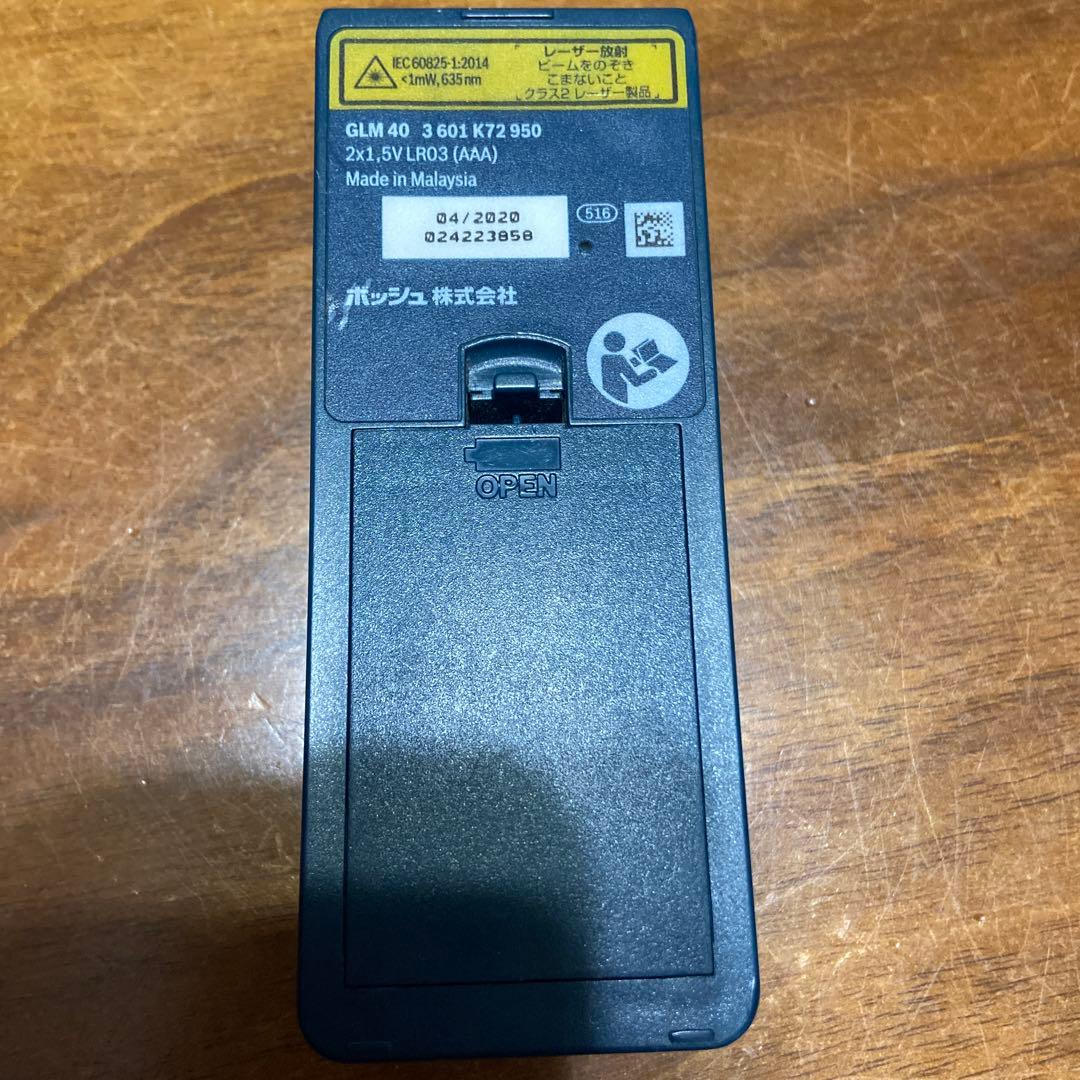 IEC 60825-1:2014
<1mW, 635 nm
レーザー放射
ビームをのぞき
こまないこと
クラス2 レーザー製品
GLM 40 3 601 K72 950
2x1,5V LR03 (AAA)
Made in Malaysia
04/2020
024223858
516
ボッシュ 株式会社
OPEN